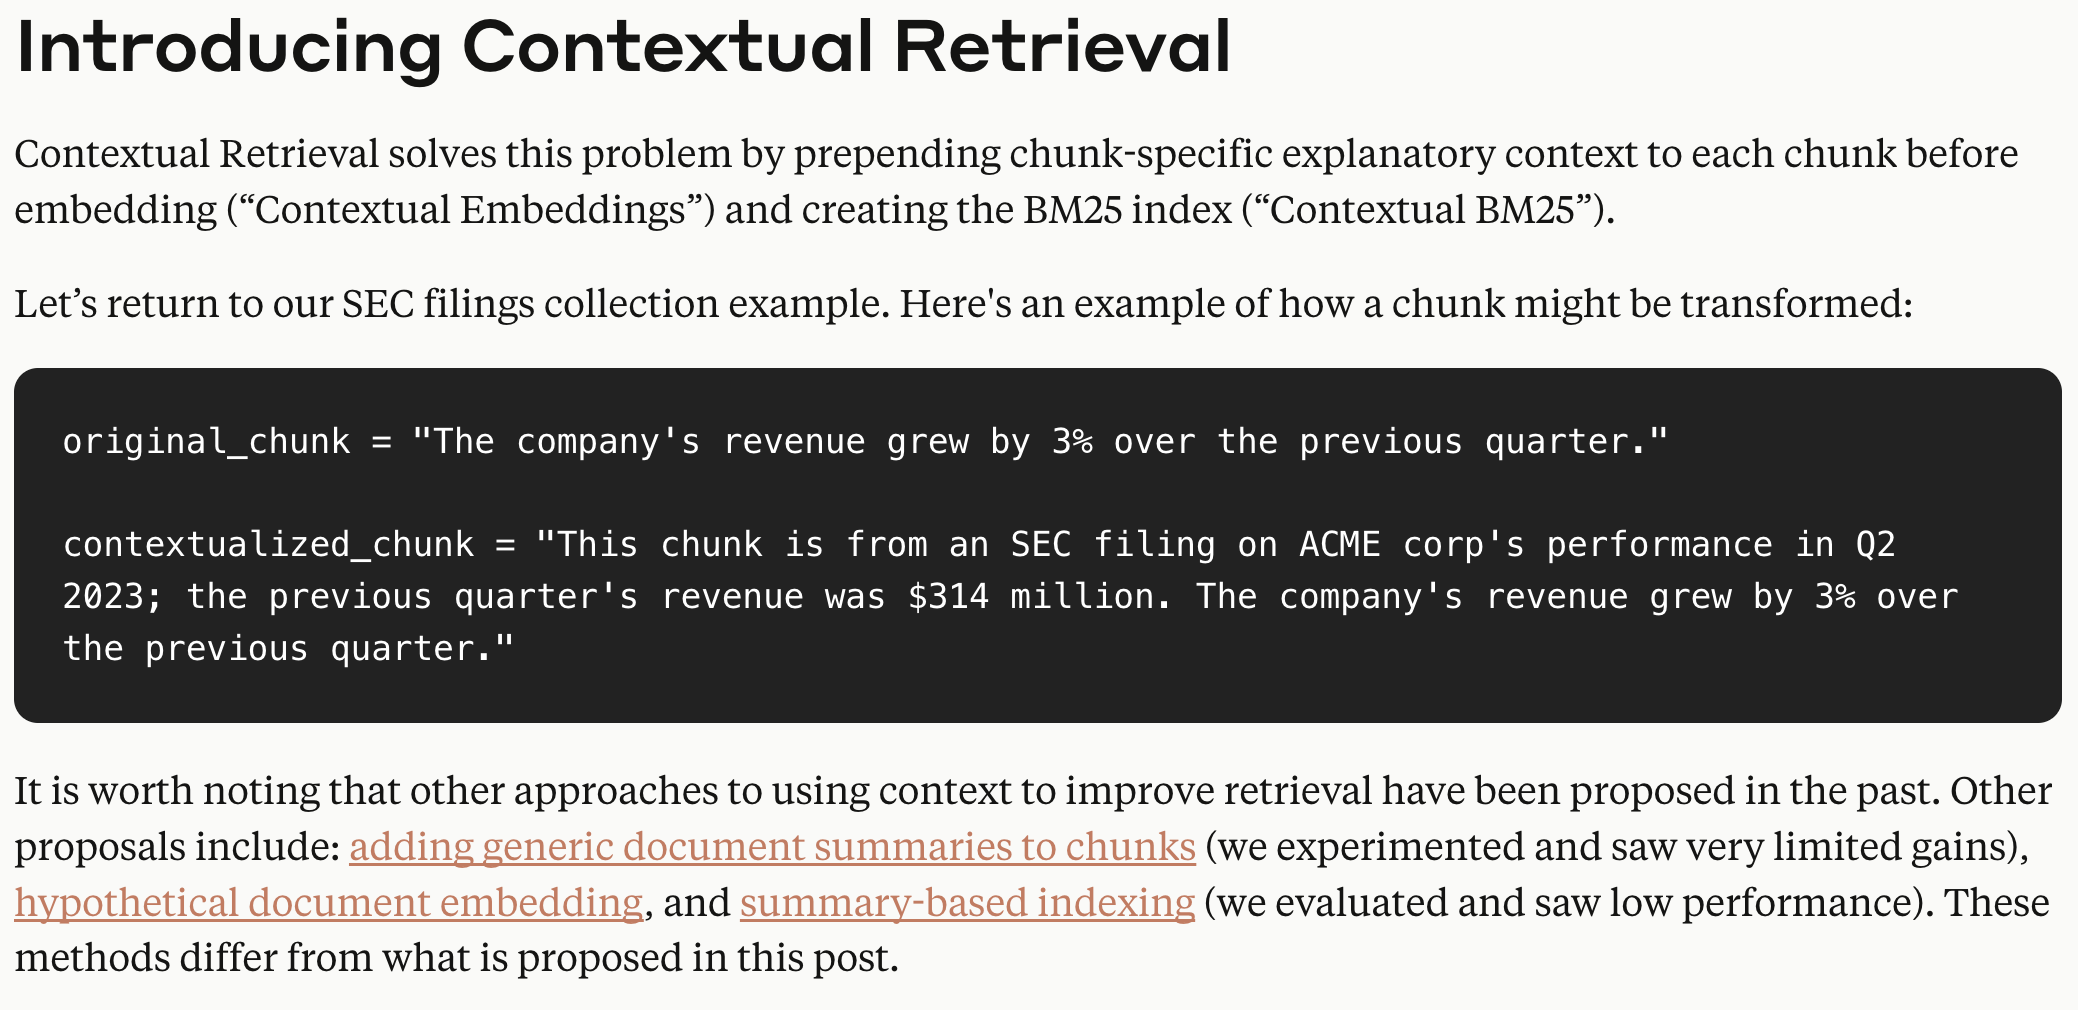 Introducing Contextual Retrieval
Contextual Retrieval solves this problem by prepending chunk-specific explanatory context to each chunk before
embedding (“Contextual Embeddings”) and creating the BM25 index (“Contextual BM25”).
Let’s return to our SEC filings collection example. Here's an example of how a chunk might be transformed:
original_chunk = "The company's revenue grew by 3% over the previous quarter."
contextualized_chunk = "This chunk is from an SEC filing on ACME corp's performance in Q2
2023; the previous quarter's revenue was $314 million. The company's revenue grew by 3% over
the previous quarter."
It is worth noting that other approaches to using context to improve retrieval have been proposed in the past. Other
proposals include: adding generic document summaries to chunks (we experimented and saw very limited gains),
hypothetical document embedding, and summary-based indexing (we evaluated and saw low performance). These
methods differ from what is proposed in this post.